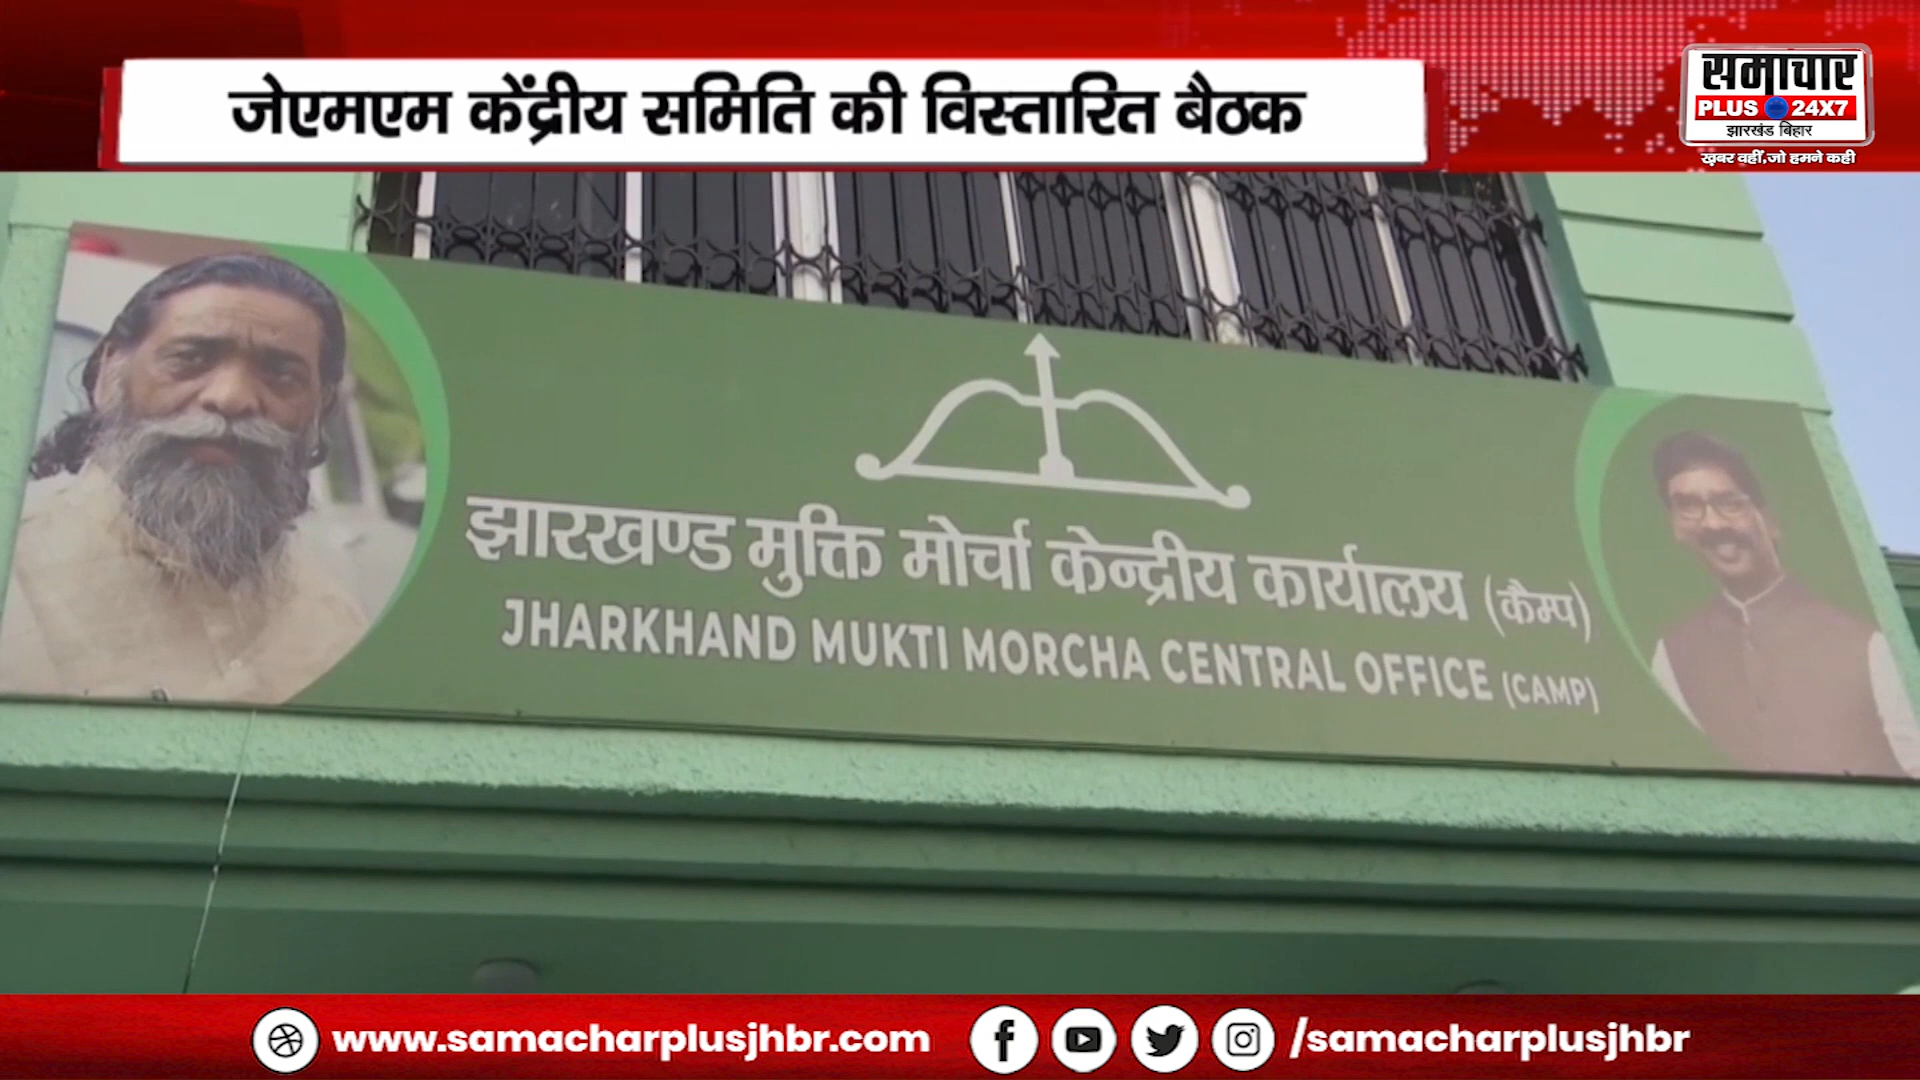 जेएमएम केंद्रीय समिति की विस्तारित बैठक
समाचार
PLUS 24X7
झारखंड बिहार
ख़बर वहीं,जो हमने कही
झारखण्ड मुक्ति मोर्चा केन्द्रीय कार्यालय (कैम्प)
JHARKHAND MUKTI MORCHA CENTRAL OFFICE (CAMP)
www.samacharplusjhbr.com
/samacharplusjhbr